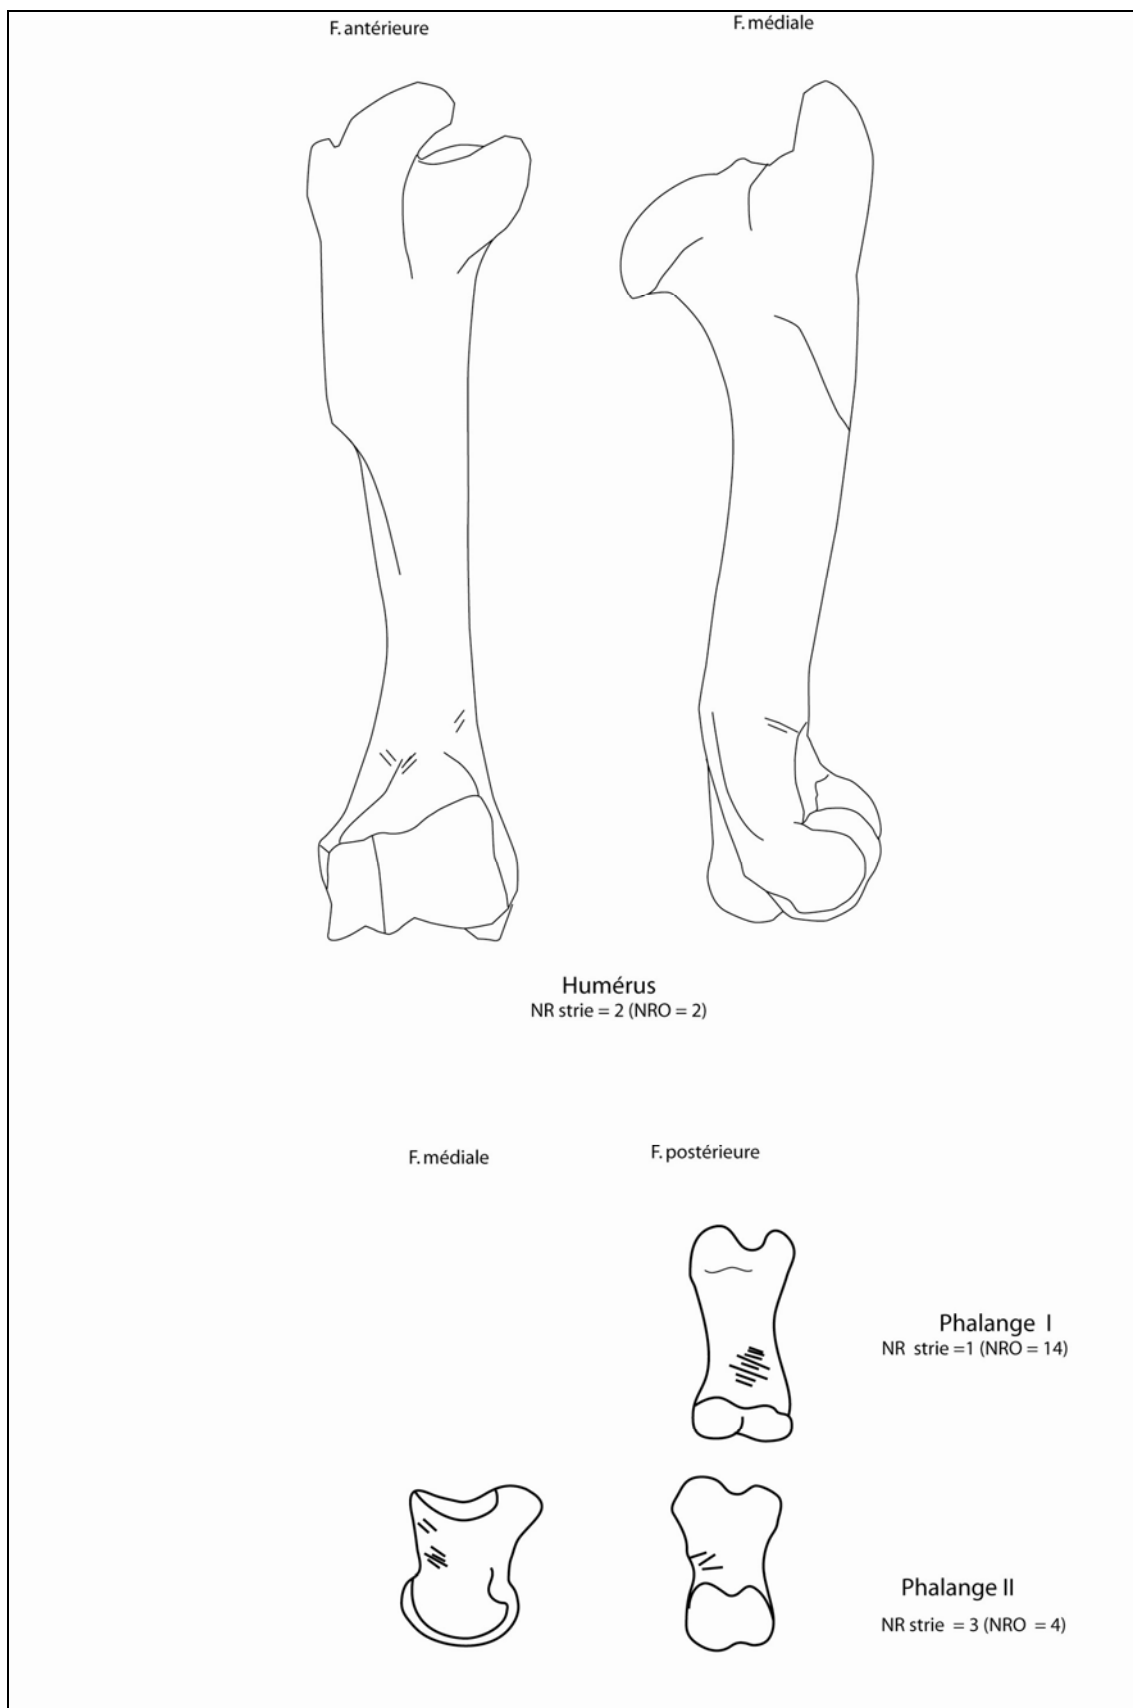 F. antérieure
F. médiale
Humérus
NR strie = 2 (NRO = 2)
F. médiale
F. postérieure
Phalange I
NR strie =1 (NRO = 14)
Phalange II
NR strie = 3 (NRO = 4)